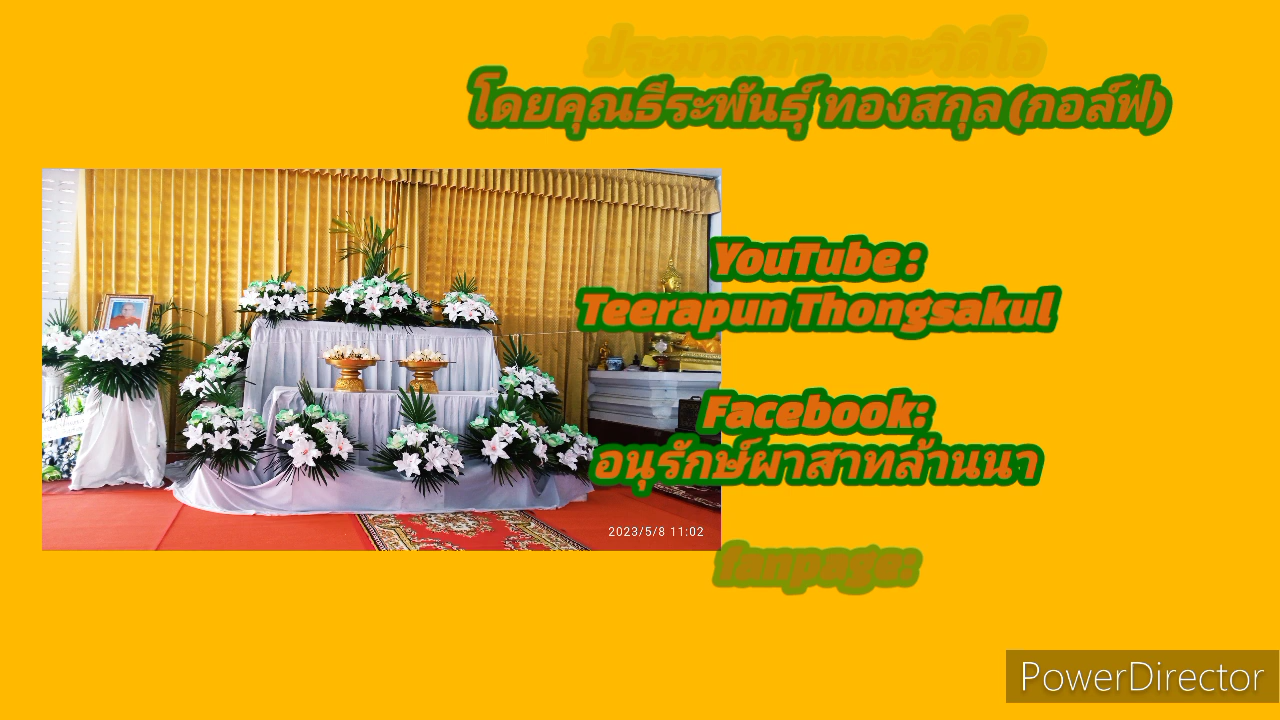 ประมวลภาพและวิดิโอ
โดยคุณธีระพันธุ์ ทองสกุล (กอล์ฟ)
YouTube :
Teerapun Thongsakul
Facebook:
อนุรักษ์ผาสาทล้านนา
2023/5/8 11:02
fanpage:
PowerDirector